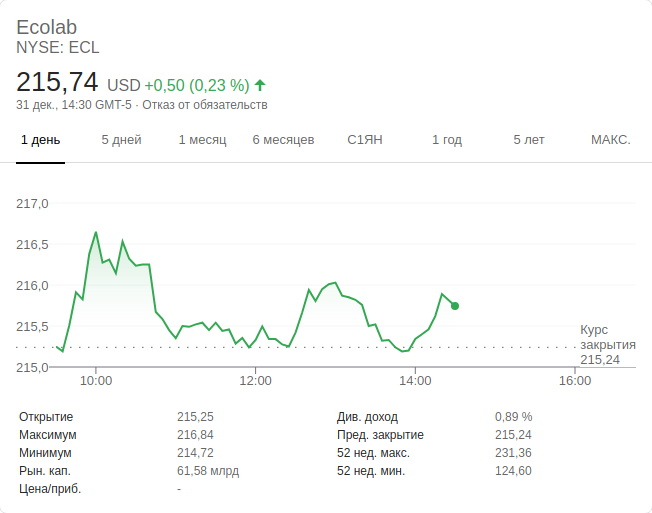 Ecolab
NYSE: ECL
215,74 USD +0,50 (0,23 %)
31 дек., 14:30 GMT-5 · Отказ от обязательств
1 день 5 дней 1 месяц 6 месяцев С1ЯН 1 год 5 лет МАКС.
217,0
216,5
216,0
215,5
215,0
Курс
закрытия
215,24
10:00 12:00 14:00 16:00
Открытие 215,25 Див. доход 0,89 %
Максимум 216,84 Пред. закрытие 215,24
Минимум 214,72 52 нед. макс. 231,36
Рын. кап. 61,58 млрд 52 нед. мин. 124,60
Цена/приб. -